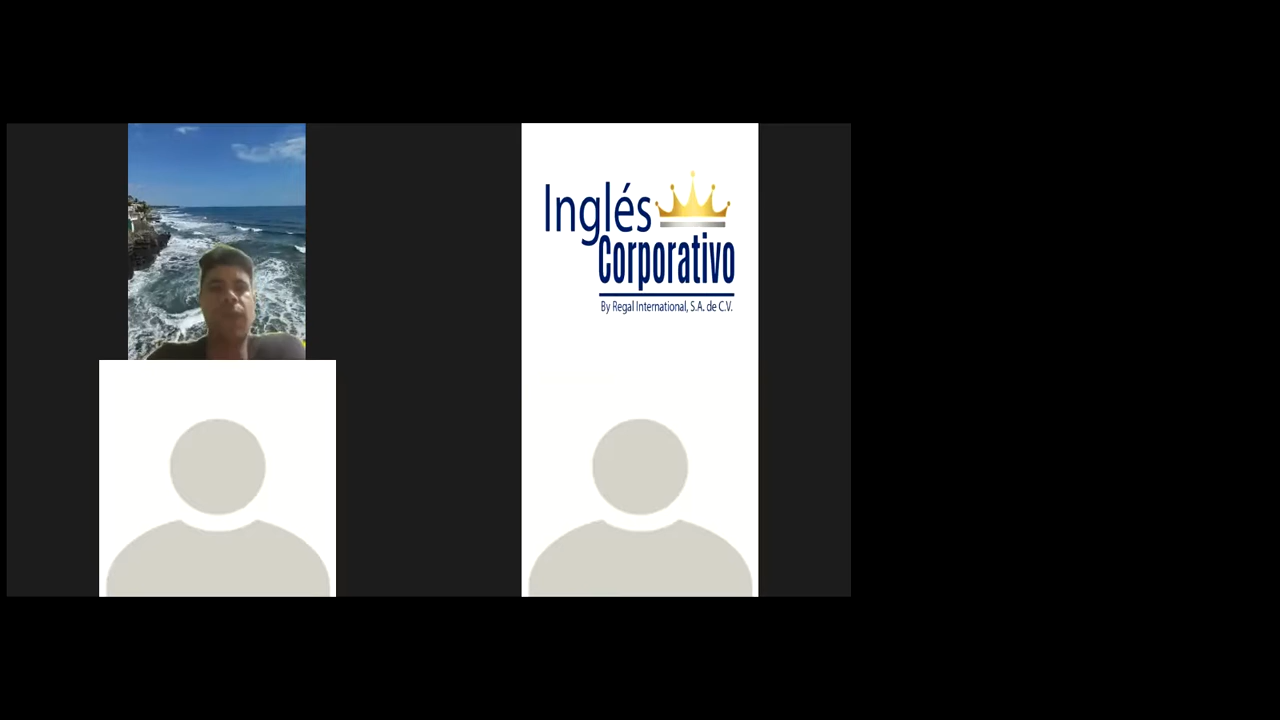 Inglés
Corporativo
By Regal International, S.A. de C.V.